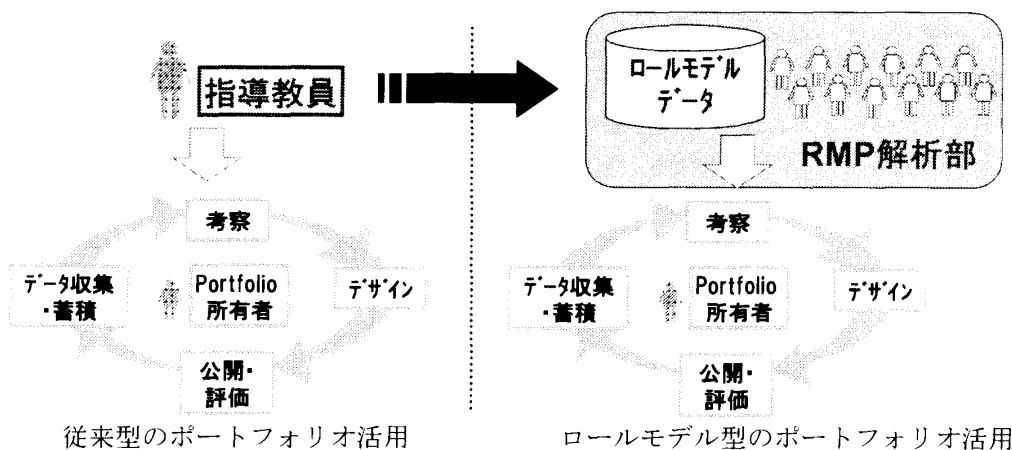 指導教員
ロールモデル
データ
RMP解析部
考察
データ収集
・蓄積
Portfolio
所有者
デザイン
公開・
評価
従来型のポートフォリオ活用
考察
データ収集
・蓄積
Portfolio
所有者
デザイン
公開・
評価
ロールモデル型のポートフォリオ活用